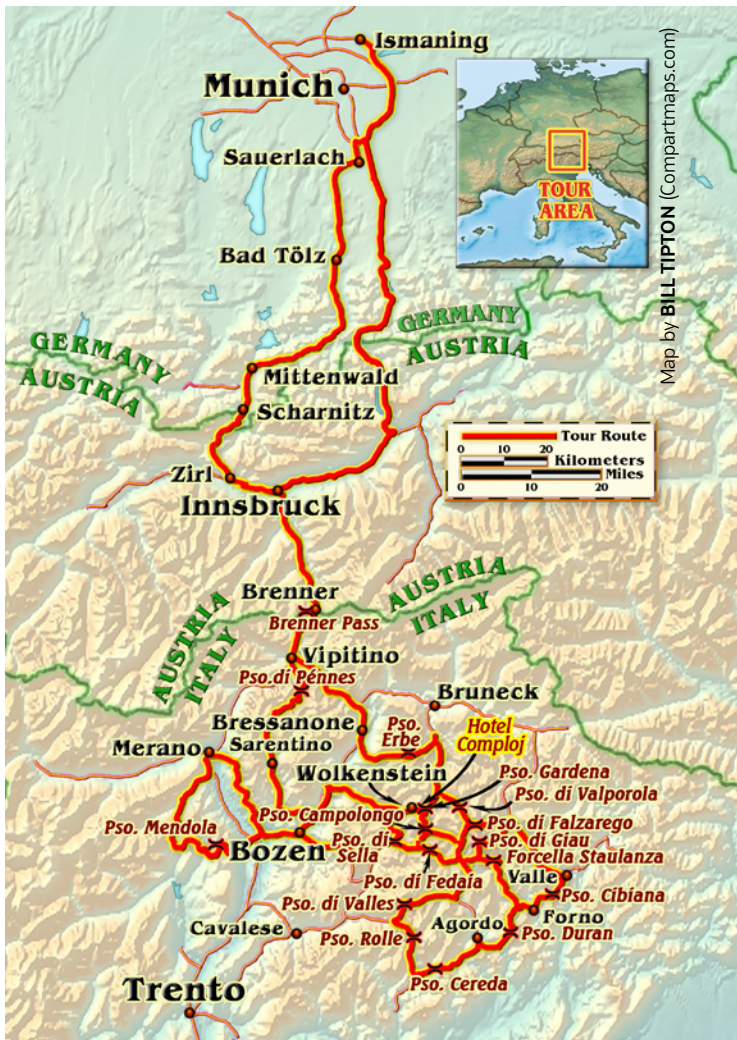 Ismaning
Munich
Sauerlach
TOUR
AREA
Map by BILL TIPTON (Compartmaps.com)
Bad Tölz
GERMANY
AUSTRIA
GERMANY
AUSTRIA
Mittenwald
Scharnitz
Tour Route
0 10 20
Kilometers
Miles
0 10 20
Zirl
Innsbruck
Brenner
Brenner Pass
AUSTRIA
ITALY
AUSTRIA
ITALY
Vipitino
Pso.di Pénnes
Bruneck
Bressanone
Pso.
Erbe
Hotel
Comploj
Merano
Sarentino
Wolkenstein
Pso. Gardena
Pso. di Valporola
Pso. Campolongo
Pso. Mendola
Pso. di Falzarego
Bozen
Pso. di
Sella
Pso. di Giau
Forcella Staulanza
Pso. di Fedaia
Valle
Pso. Cibiana
Pso. di Valles
Forno
Cavalese
Agordo
Pso. Rolle
Pso. Duran
Pso. Cereda
Trento